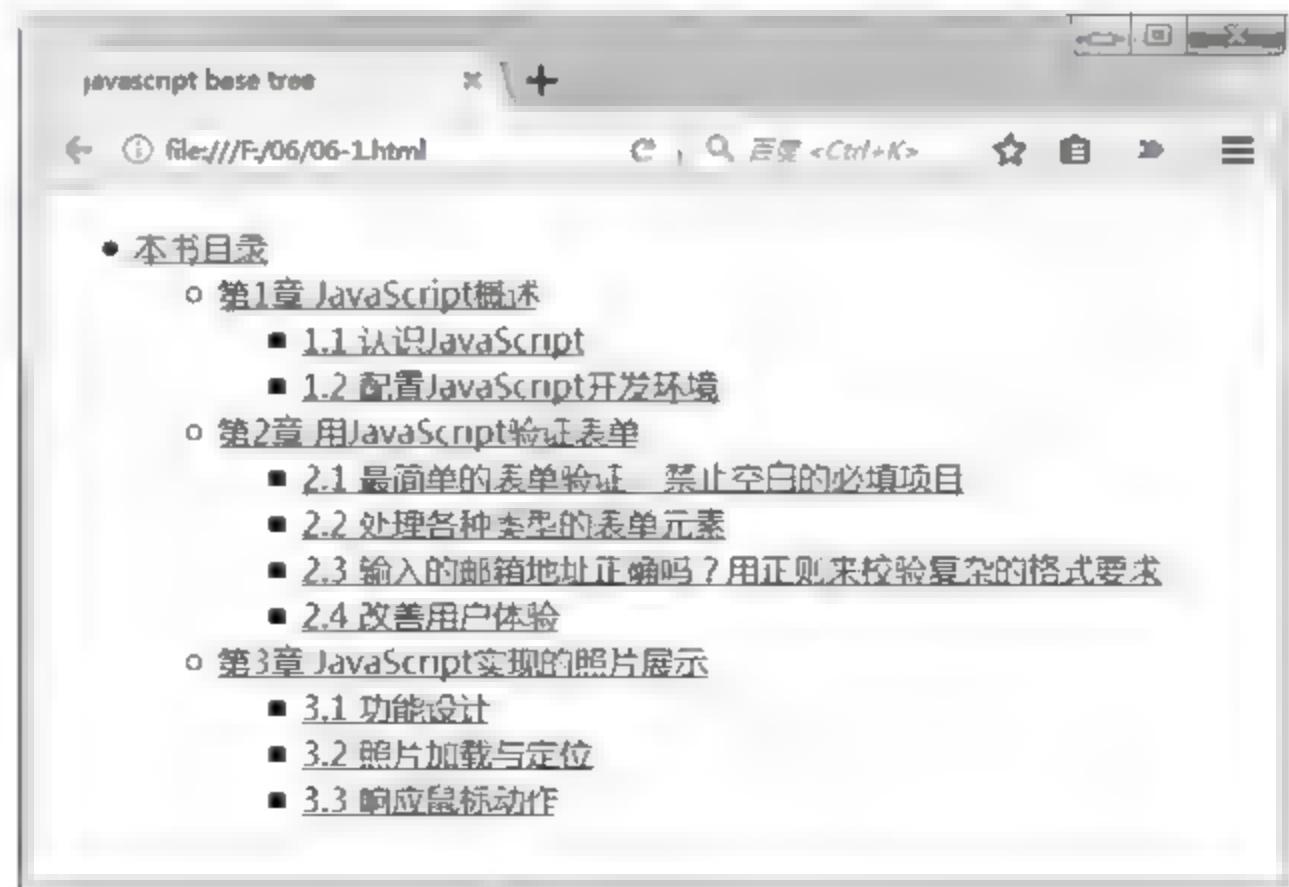 javascript base tree
file:///F:/06/06-1.html
百度 <Ctrl+K>
本书目录
第1章 JavaScript概述
1.1 认识JavaScript
1.2 配置JavaScript开发环境
第2章 用JavaScript验证表单
2.1 最简单的表单验证 禁止空白的必填项目
2.2 处理各种类型的表单元素
2.3 输入的邮箱地址正确吗？用正则来校验复杂的格式要求
2.4 改善用户体验
第3章 JavaScript实现的照片展示
3.1 功能设计
3.2 照片加载与定位
3.3 响应鼠标动作